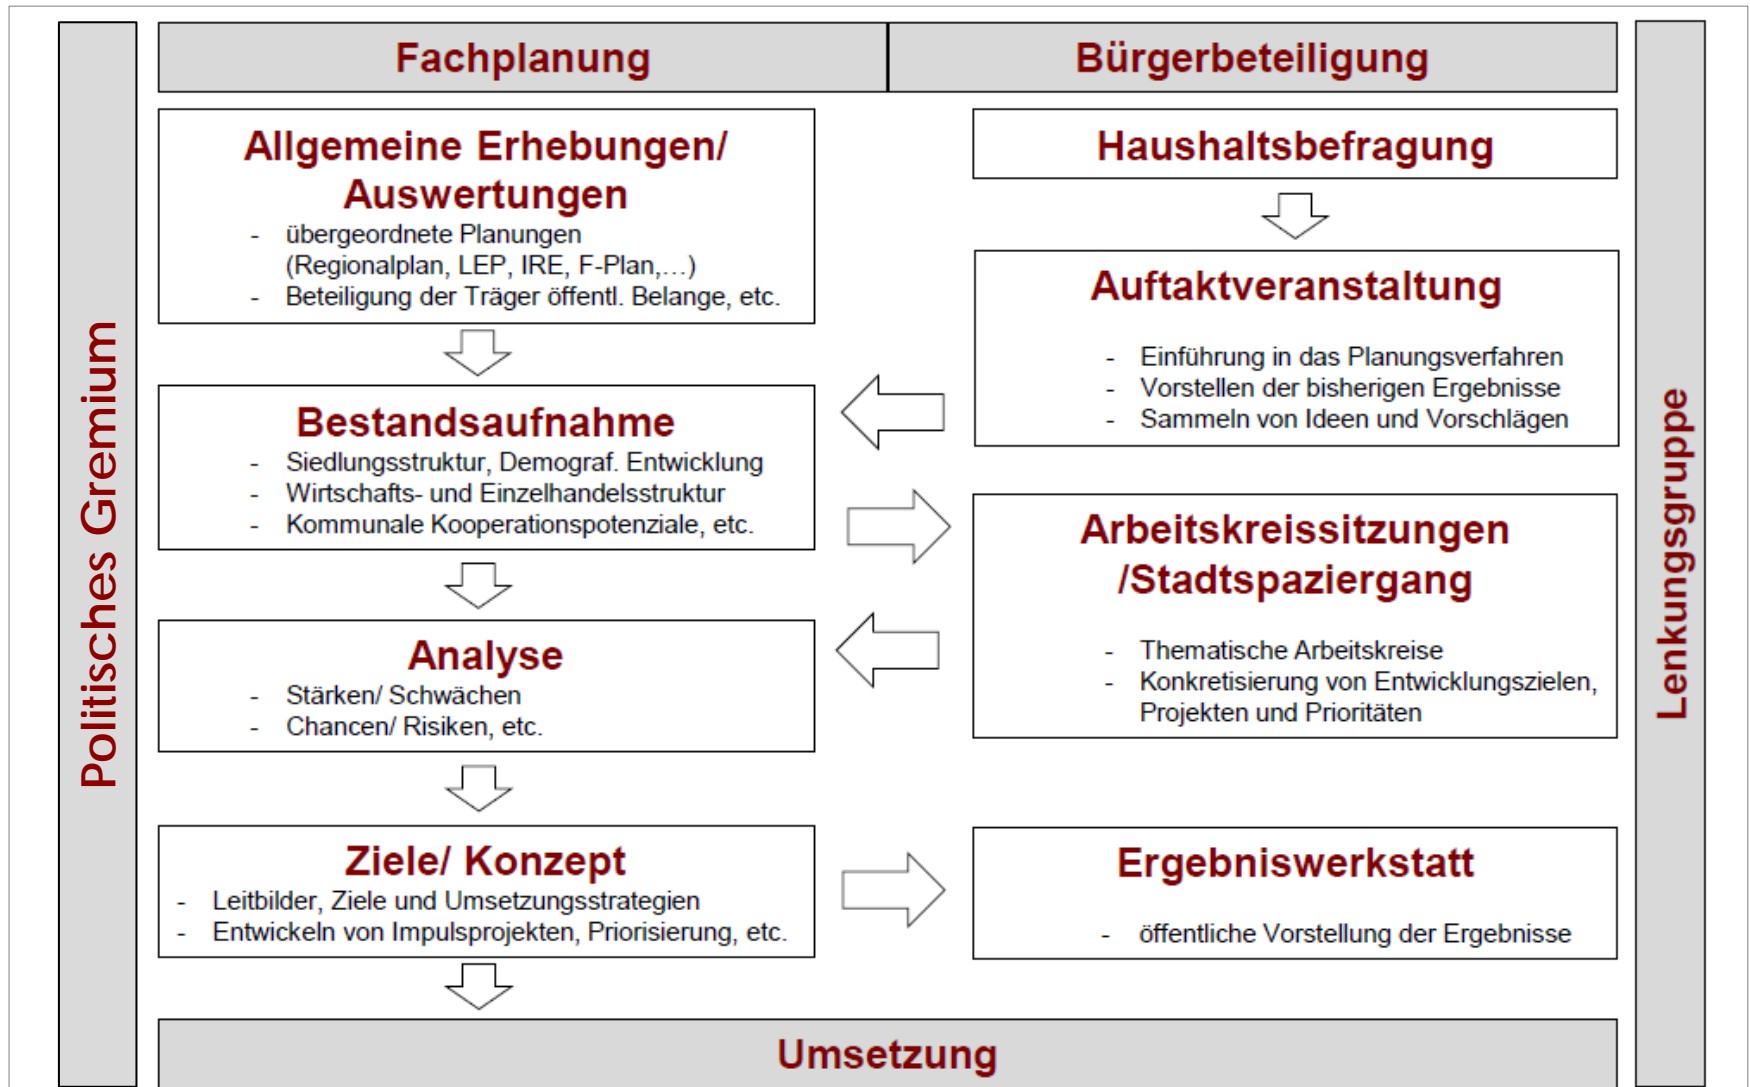 Politisches Gremium
Fachplanung
Allgemeine Erhebungen/
Auswertungen
- übergeordnete Planungen
(Regionalplan, LEP, IRE, F-Plan,…)
- Beteiligung der Träger öffentl. Belange, etc.
Bestandsaufnahme
- Siedlungsstruktur, Demograf. Entwicklung
- Wirtschafts- und Einzelhandelsstruktur
- Kommunale Kooperationspotenziale, etc.
Analyse
- Stärken/ Schwächen
- Chancen/ Risiken, etc.
Ziele/ Konzept
- Leitbilder, Ziele und Umsetzungsstrategien
- Entwickeln von Impulsprojekten, Priorisierung, etc.
Bürgerbeteiligung
Haushaltsbefragung
Auftaktveranstaltung
- Einführung in das Planungsverfahren
- Vorstellen der bisherigen Ergebnisse
- Sammeln von Ideen und Vorschlägen
Arbeitskreissitzungen
/Stadtspaziergang
- Thematische Arbeitskreise
- Konkretisierung von Entwicklungszielen,
Projekten und Prioritäten
Ergebniswerkstatt
- öffentliche Vorstellung der Ergebnisse
Umsetzung
Lenkungsgruppe